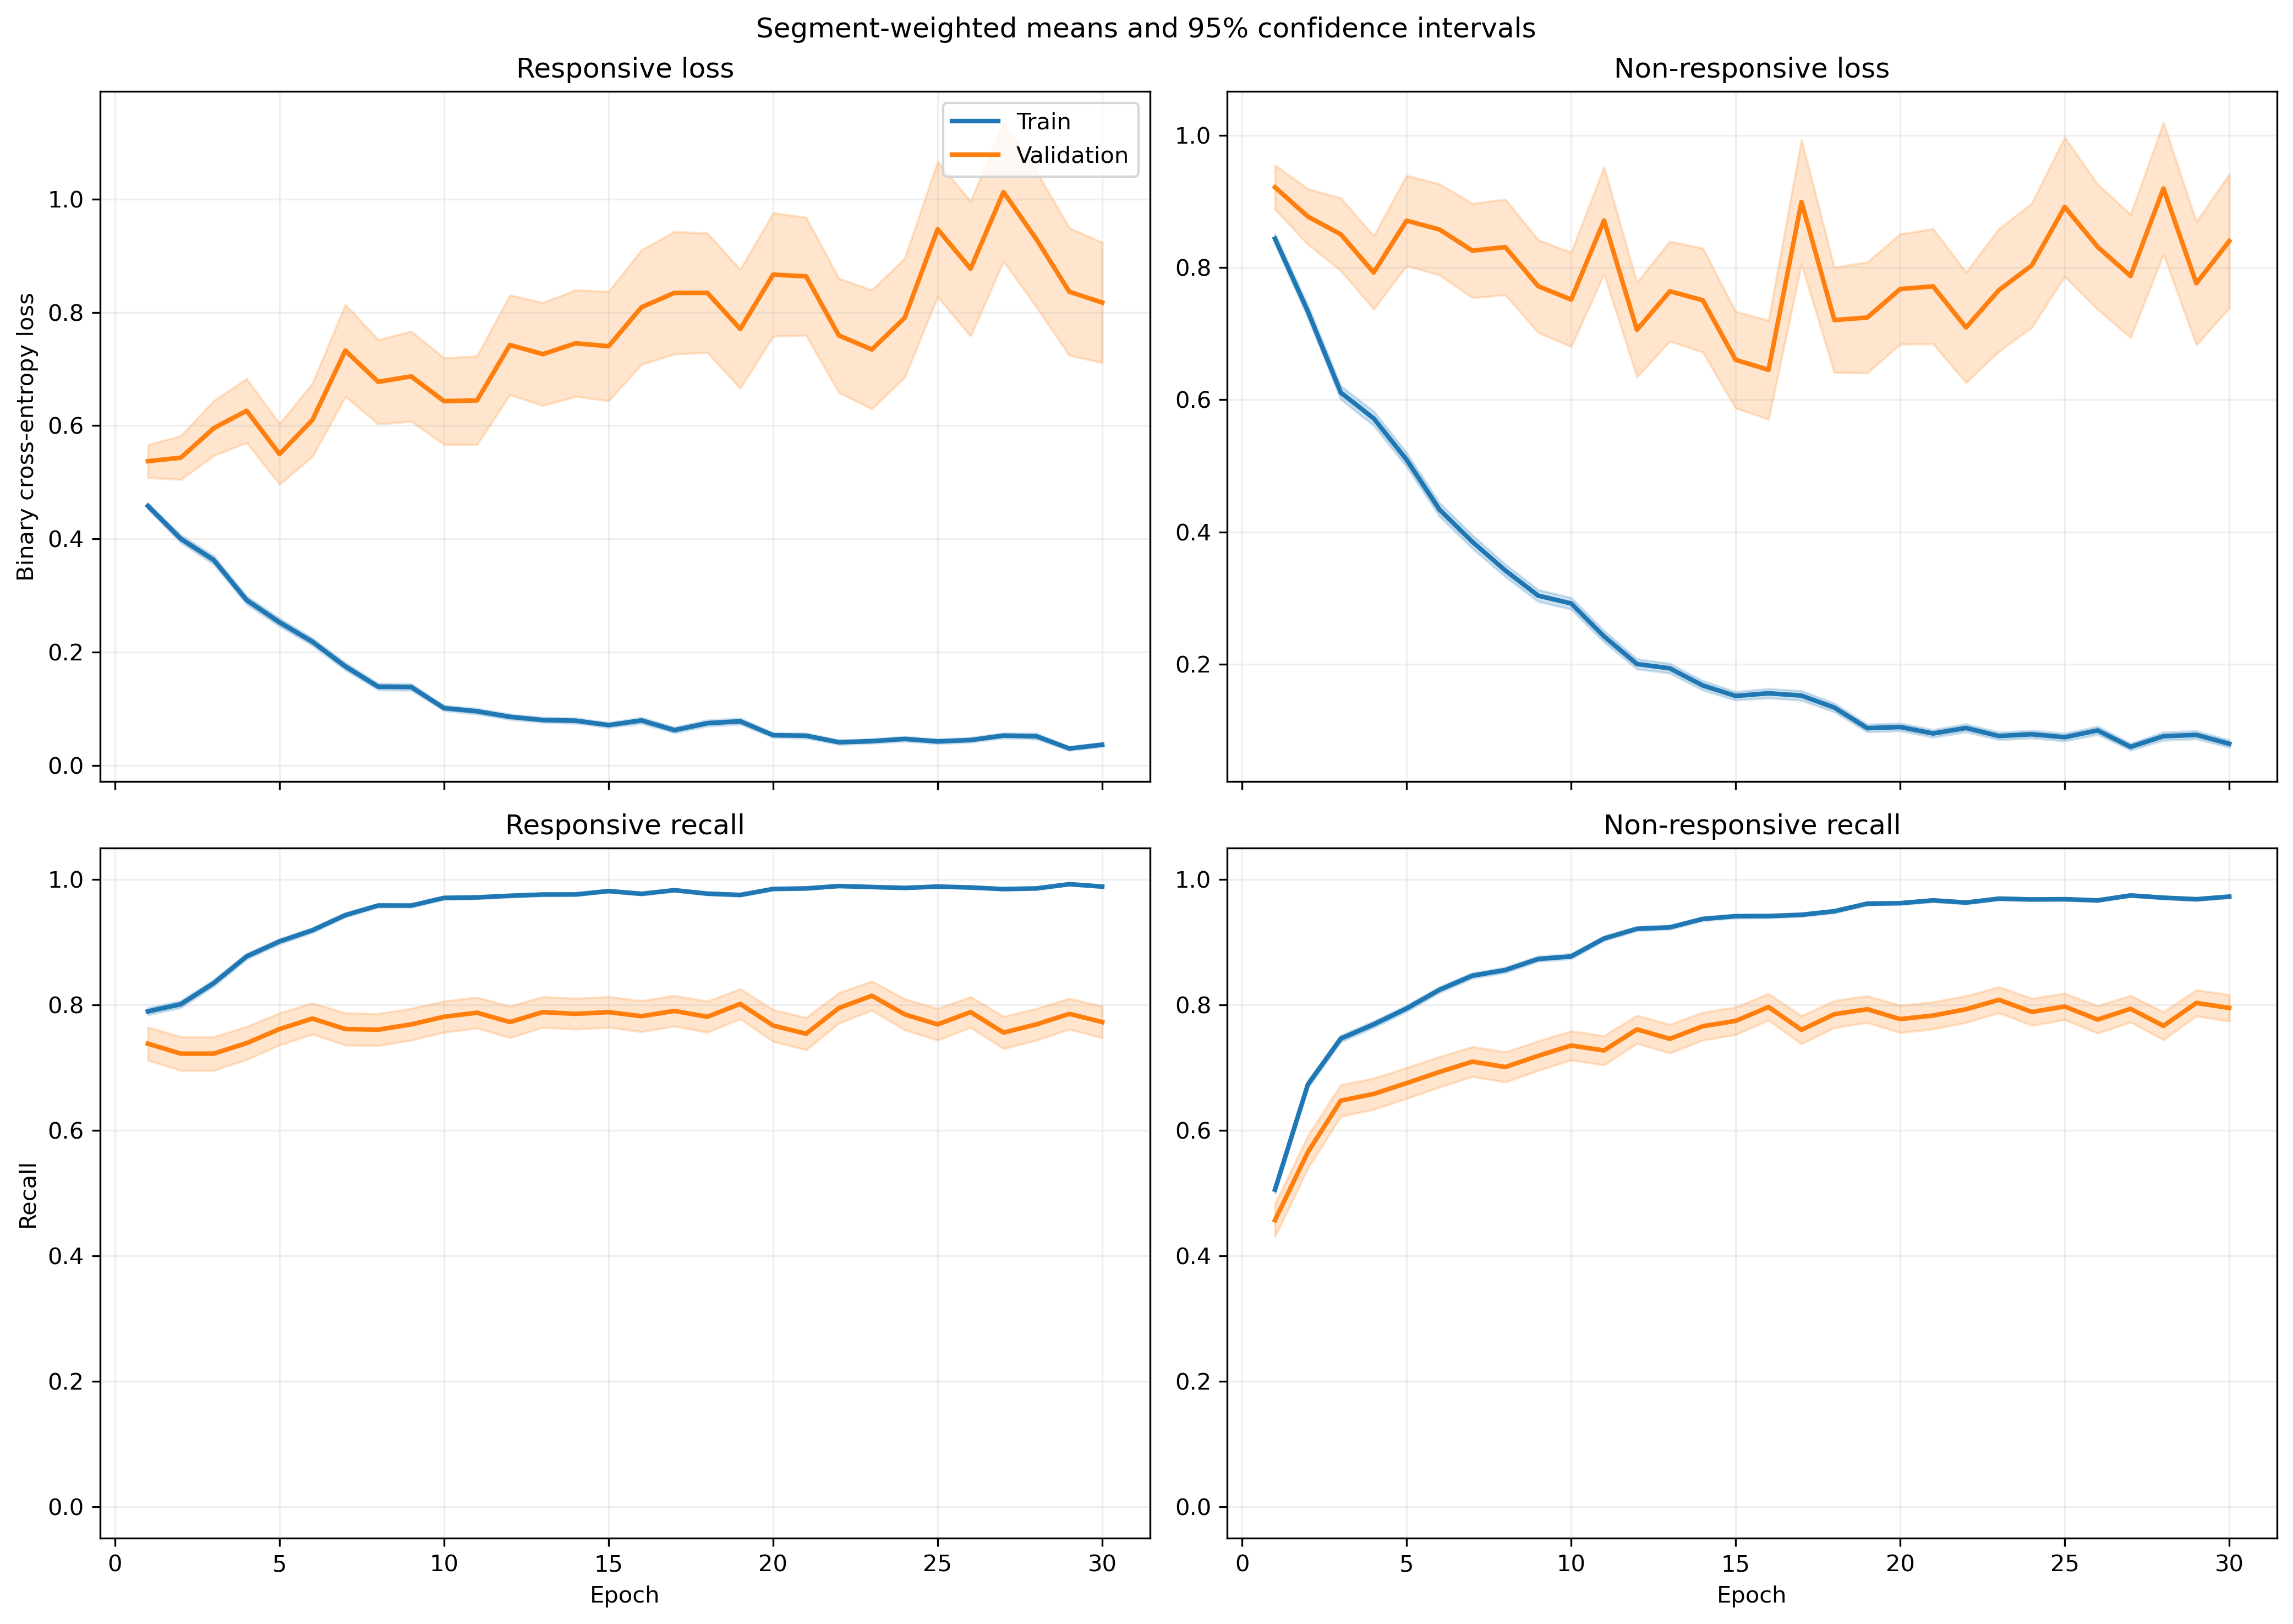 Segment-weighted means and 95% confidence intervals
Responsive loss
Non-responsive loss
Train
Validation
Binary cross-entropy loss
1.0
0.8
0.6
0.4
0.2
0.0
1.0
0.8
0.6
0.4
0.2
Responsive recall
Non-responsive recall
Recall
1.0
0.8
0.6
0.4
0.2
0.0
0 5 10 15 20 25 30
Epoch
1.0
0.8
0.6
0.4
0.2
0.0
0 5 10 15 20 25 30
Epoch